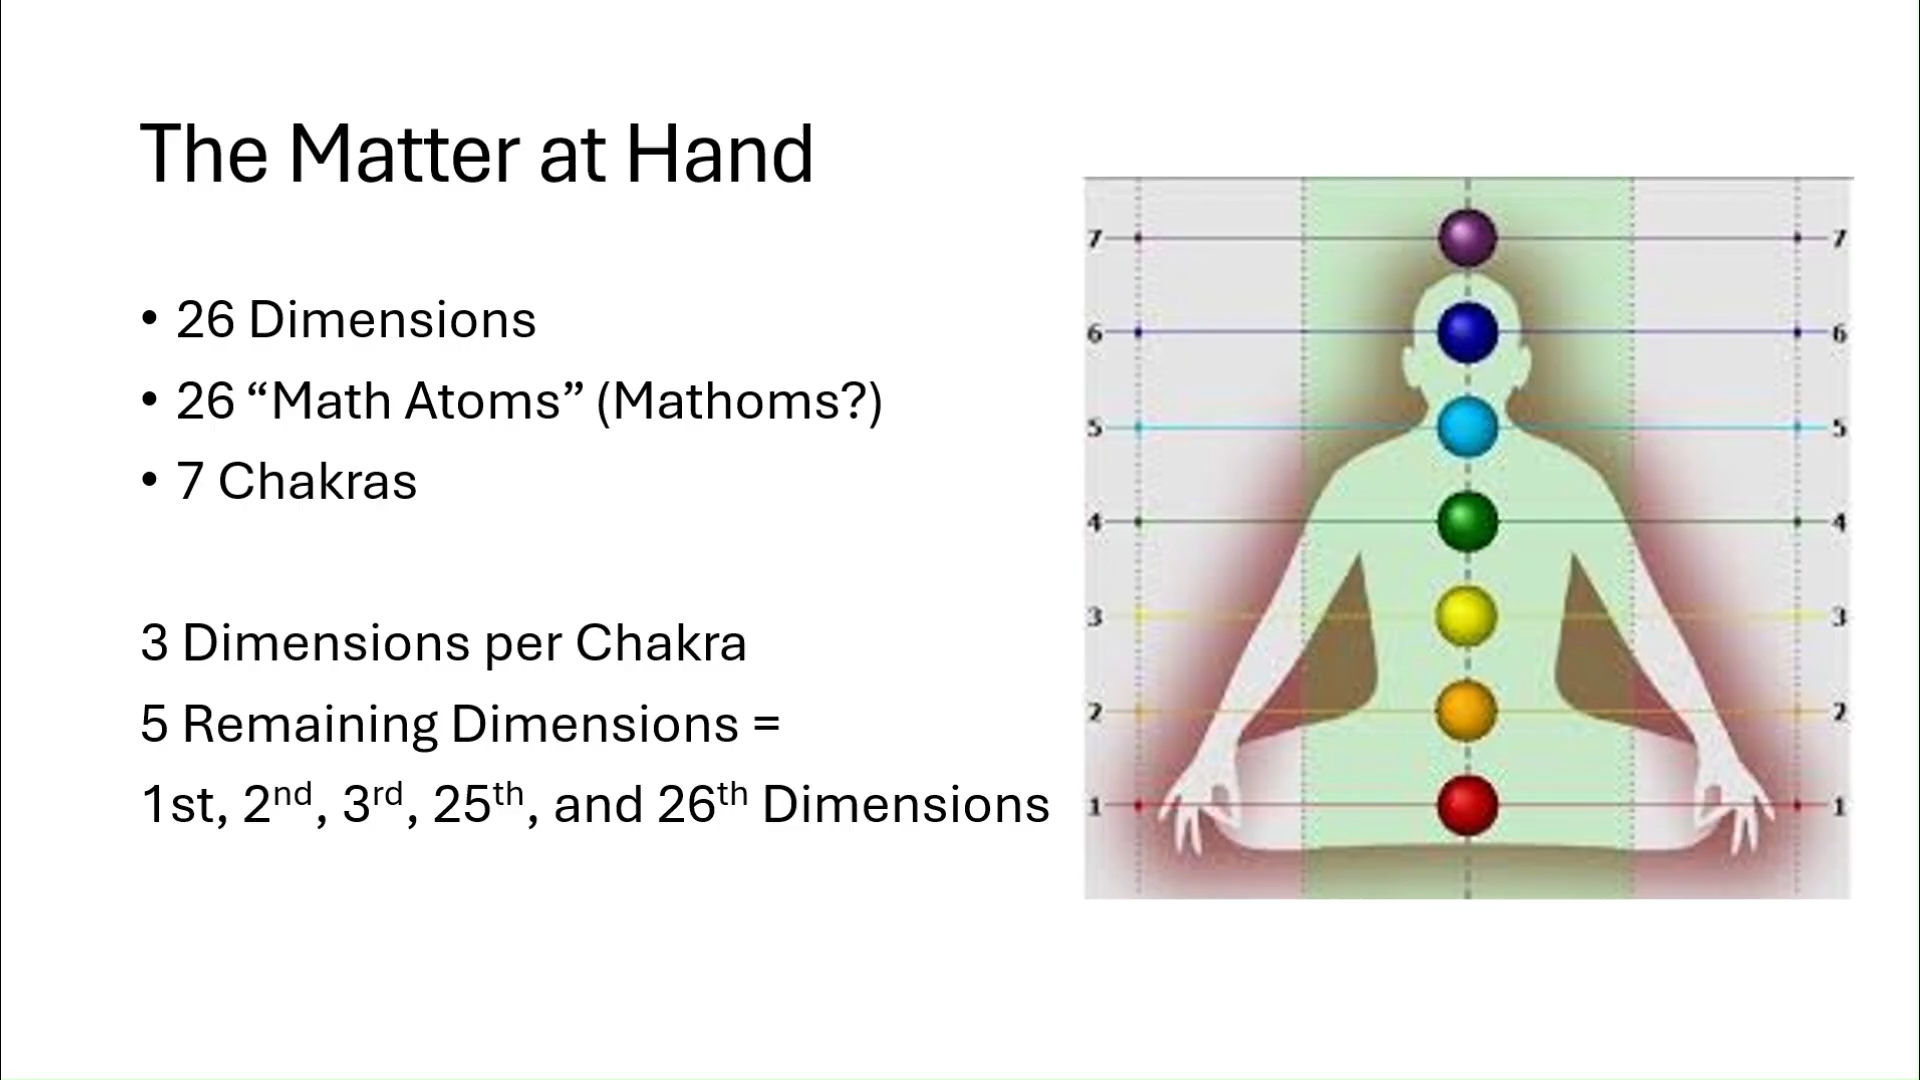 The Matter at Hand
• 26 Dimensions
• 26 “Math Atoms” (Mathoms?)
• 7 Chakras
3 Dimensions per Chakra
5 Remaining Dimensions =
1st, 2nd, 3rd, 25th, and 26th Dimensions
7 7
6 6
5 5
4 4
3 3
2 2
1 1